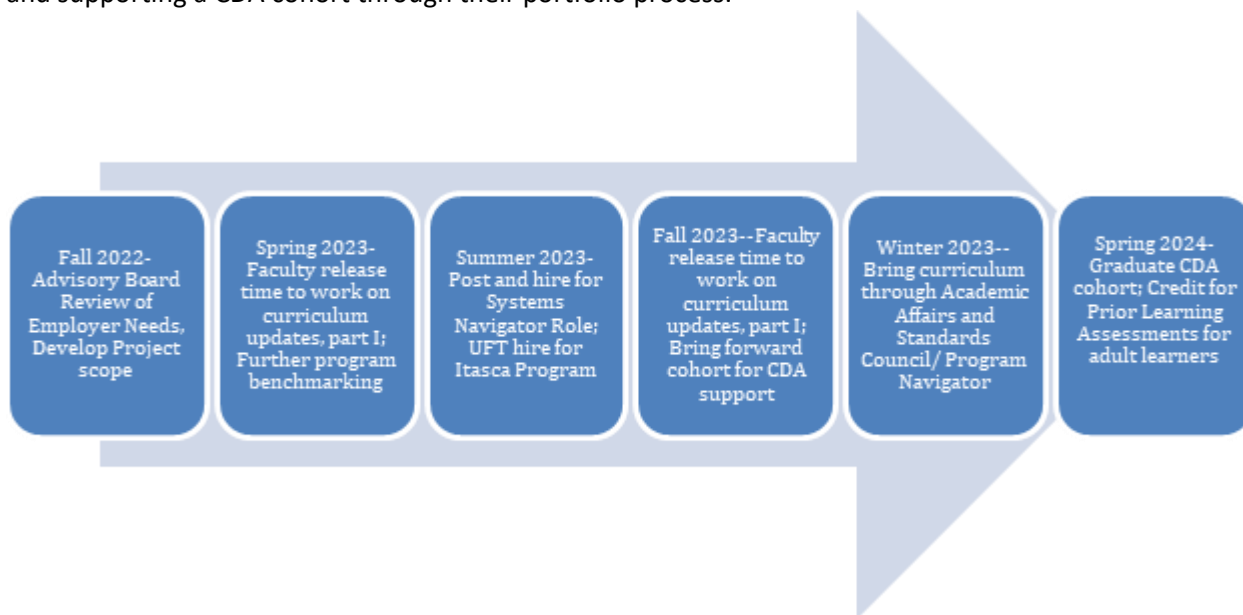 and supporting a CDA cohort through their portfolio process.
Fall 2022-
Advisory Board
Review of
Employer Needs,
Develop Project
scope
Spring 2023-
Faculty release
time to work on
curriculum
updates, part I;
Further program
benchmarking
Summer 2023-
Post and hire for
Systems
Navigator Role;
UFT hire for
Itasca Program
Fall 2023--Faculty
release time to
work on
curriculum
updates, part I;
Bring forward
cohort for CDA
support
Winter 2023--
Bring curriculum
through Academic
Affairs and
Standards
Council/ Program
Navigator
Spring 2024-
Graduate CDA
cohort; Credit for
Prior Learning
Assessments for
adult learners